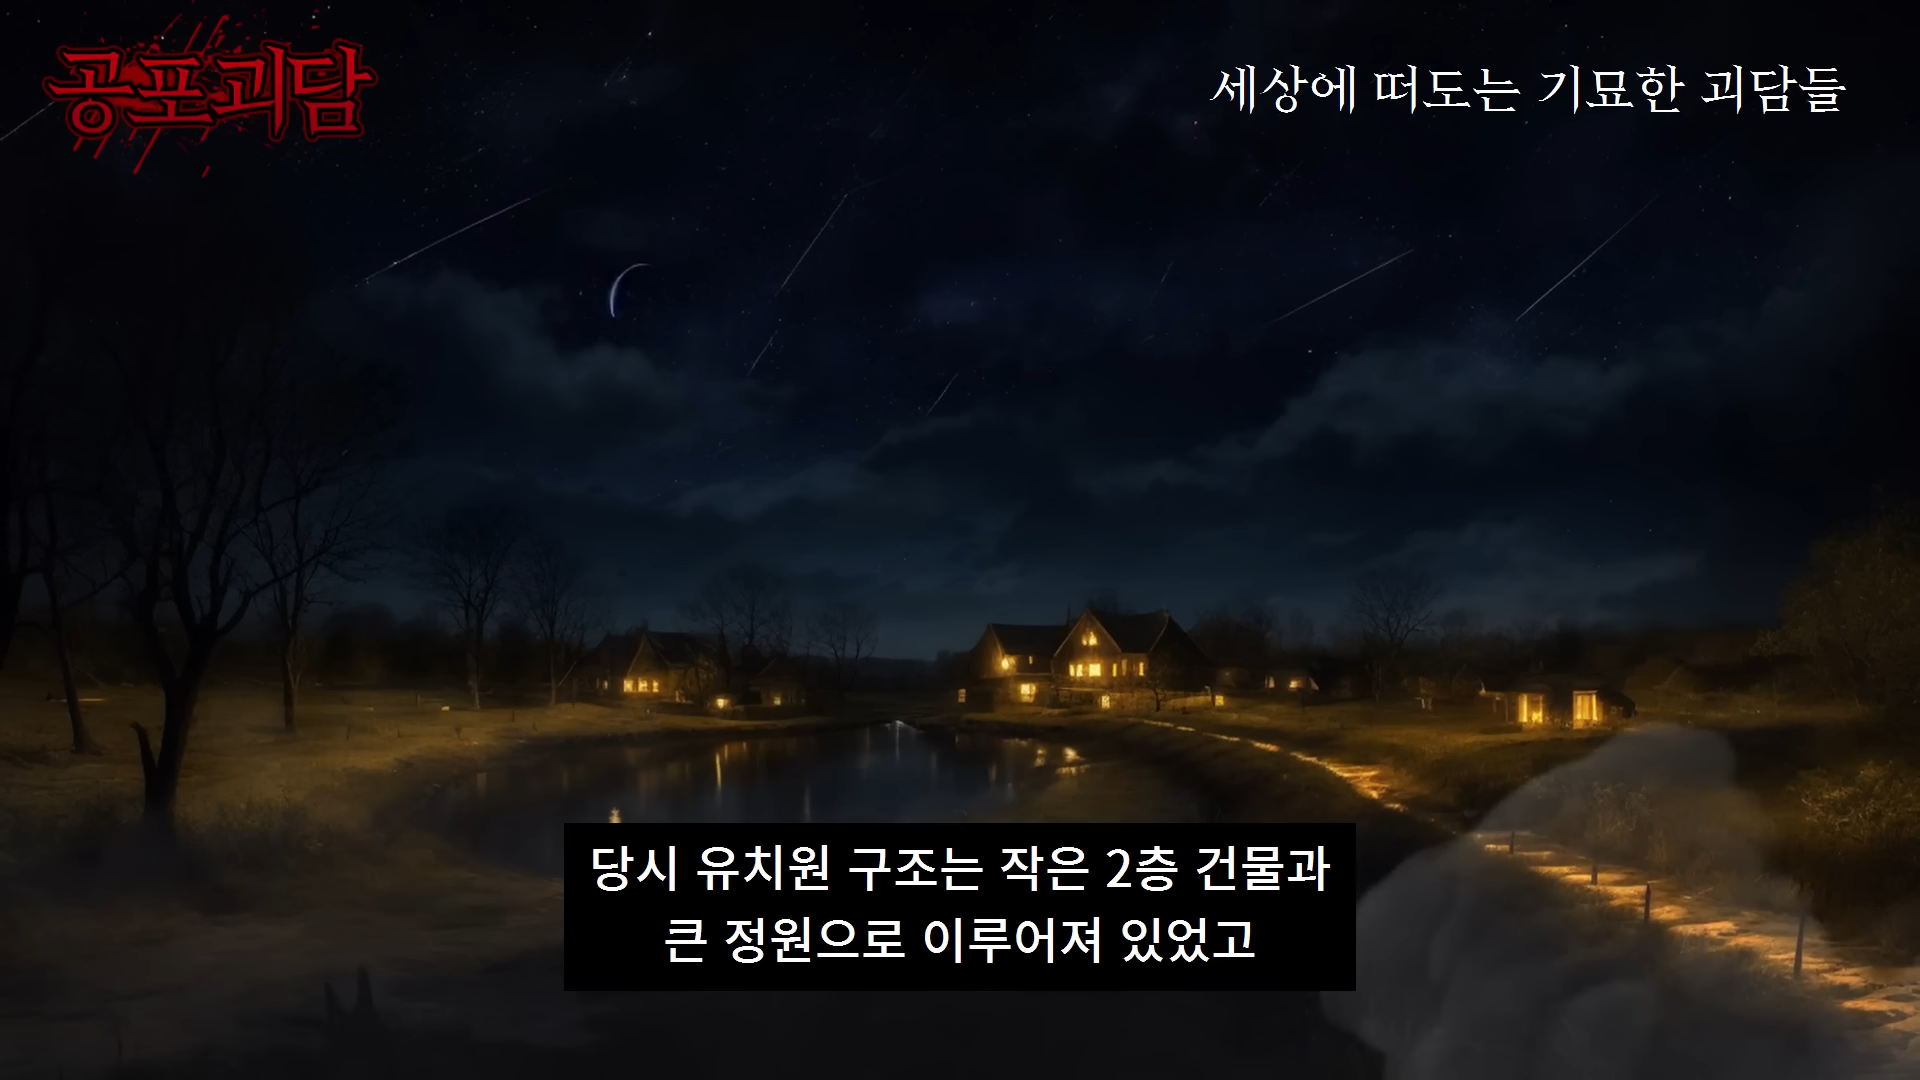 공포괴담
세상에 떠도는 기묘한 괴담들
당시 유치원 구조는 작은 2층 건물과
큰 정원으로 이루어져 있었고